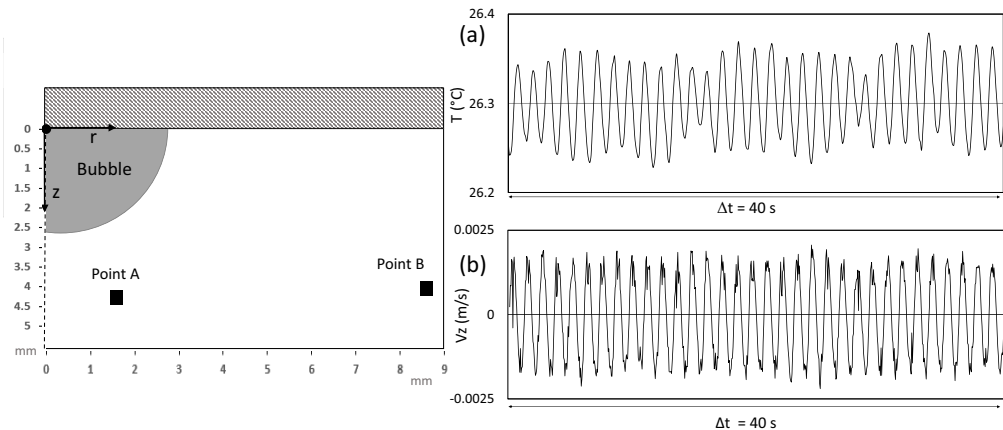 0
0.5
1
1.5
2
2.5
3
3.5
4
4.5
5
mm
r
z
Bubble
Point A
Point B
0 1 2 3 4 5 6 7 8 9
mm
(a)
26.4
26.3
26.2
T (°C)
Δt = 40 s
(b)
0.0025
0
-0.0025
Vz (m/s)
Δt = 40 s